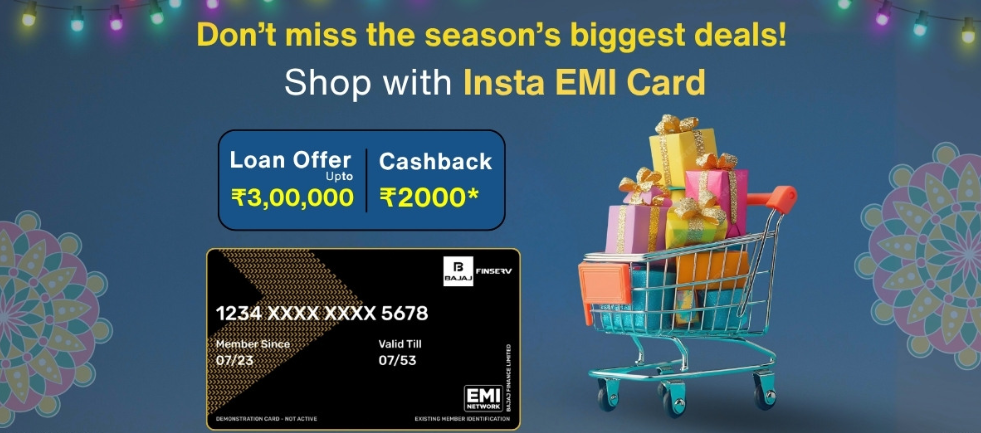 Don't miss the season's biggest deals!
Shop with Insta EMI Card
Loan Offer
Upto
₹3,00,000
Cashback
₹2000*
B
BAJAJ
FINSERV
1234 XXXX XXXX 5678
Member Since
07/23
Valid Till
07/53
EMI
NETWORK
BAJAJ FINANCE LIMITED
DEMONSTRATION CARD - NOT ACTIVE
EXISTING MEMBER IDENTIFICATION